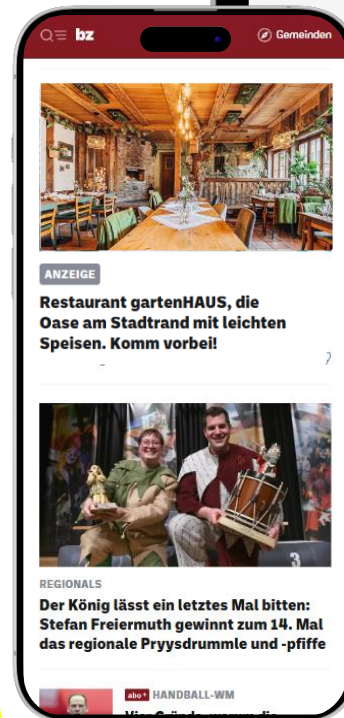 bz
Gemeinden
ANZEIGE
Restaurant gartenHAUS, die
Oase am Stadtrand mit leichten
Speisen. Komm vorbei!
3
REGIONALS
Der König lässt ein letztes Mal bitten:
Stefan Freiermuth gewinnt zum 14. Mal
das regionale Pryysdrummle und -pfiffe
abo+ HANDBALL-WM